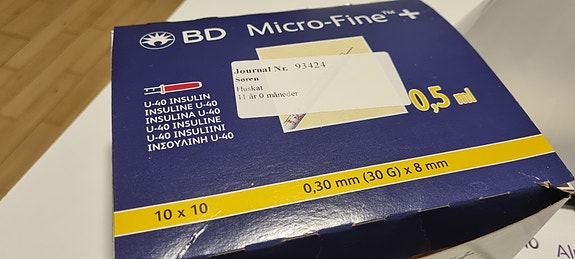 BD Micro-Fine™+
Journal Nr. 93424
Søren
Huskat
11 år 0 måneder
U-40 INSULIN
INSULINE U-40
INSULINA U-40
U-40 INSULINE
U-40 INSULIINI
ΙΝΣΟΥΛΙΝΗ U-40
0,5 ml
10 x 10
0,30 mm (30 G) x 8 mm